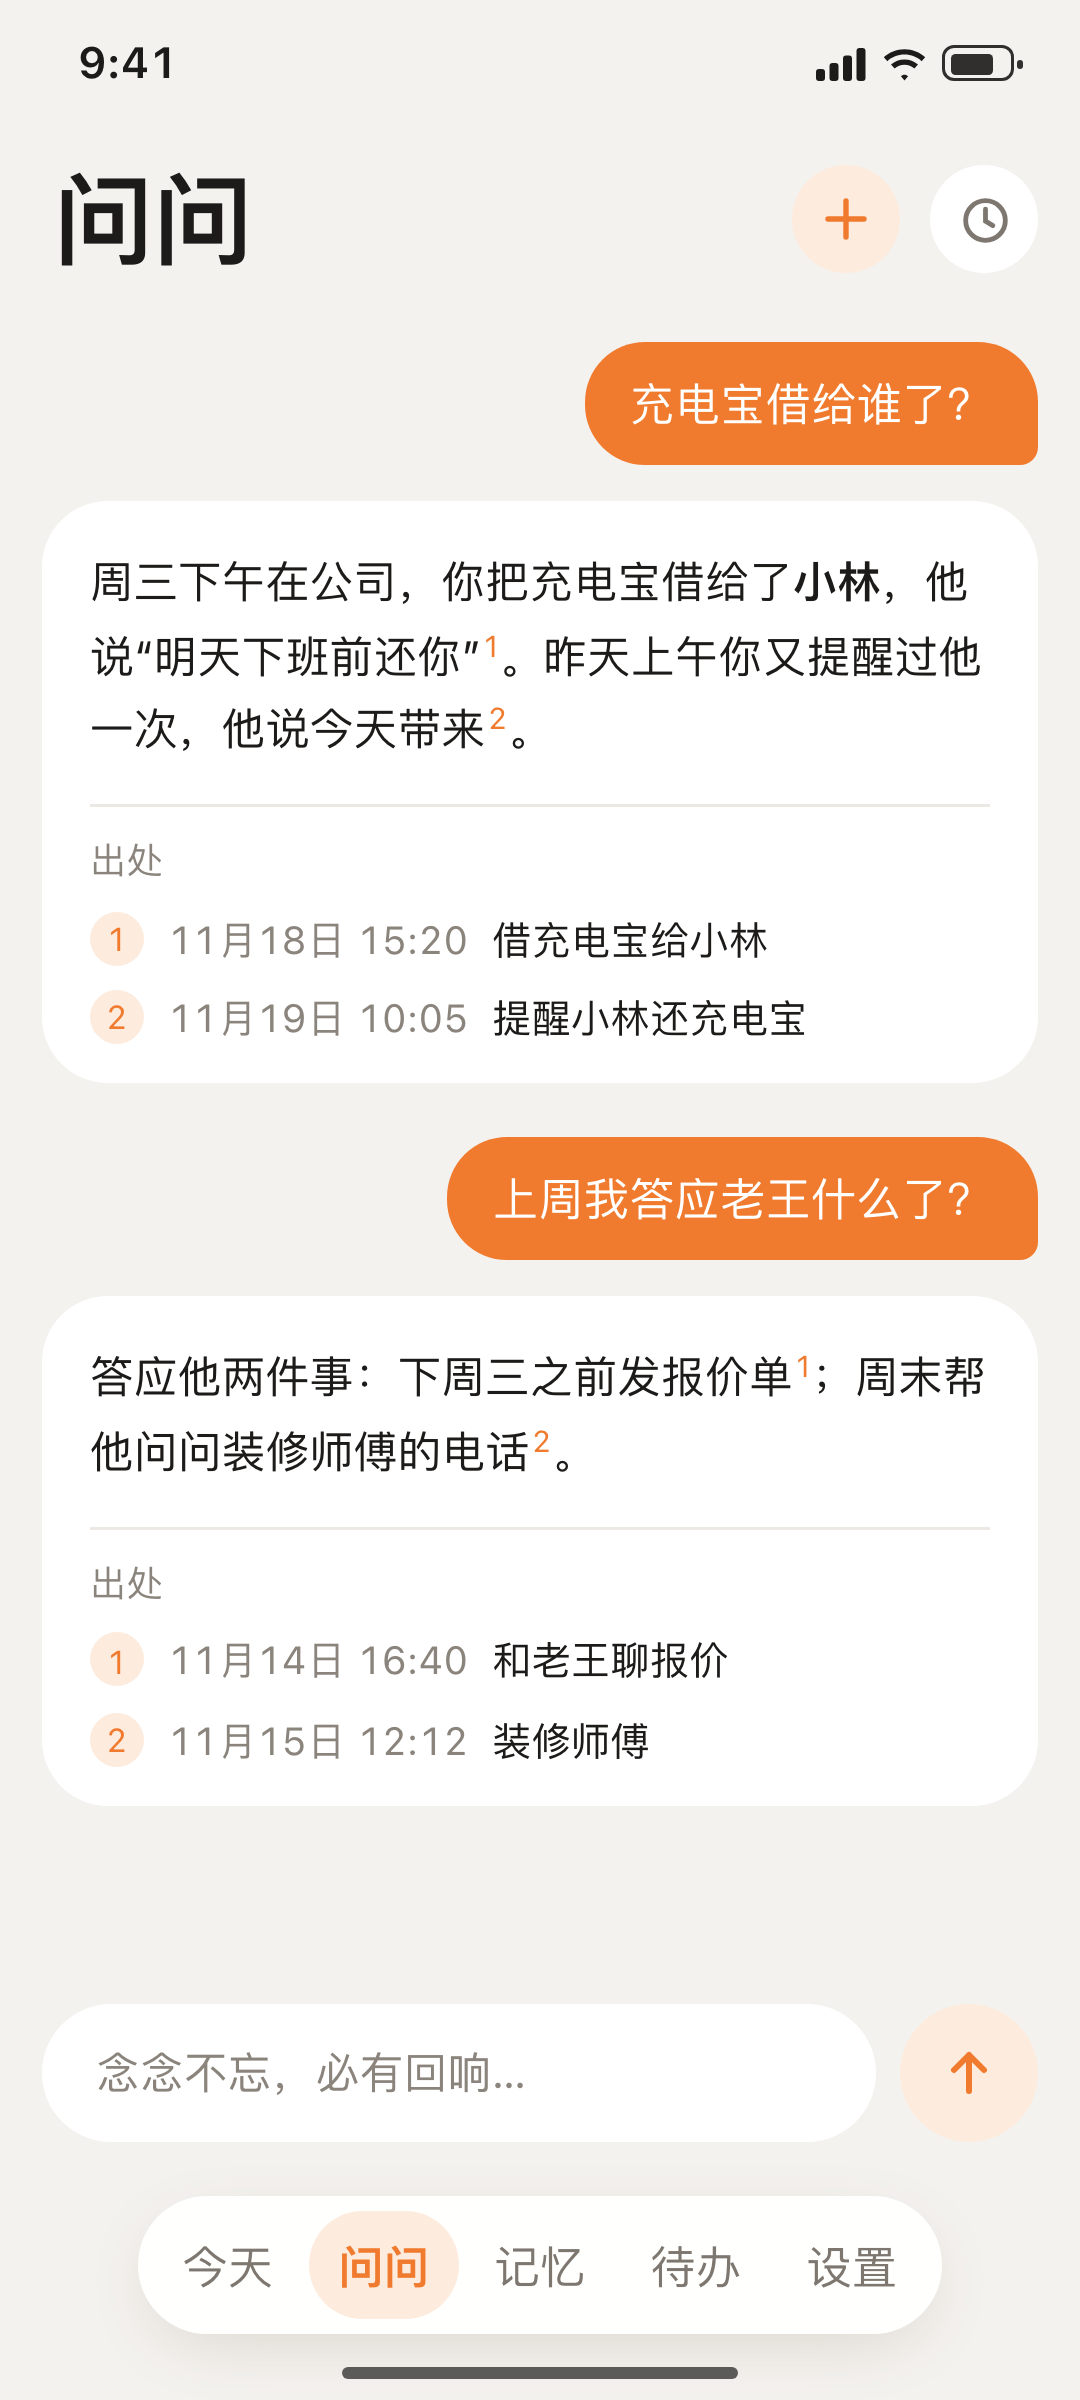 9:41
问问
充电宝借给谁了?
周三下午在公司，你把充电宝借给了小林，他
说“明天下班前还你”1。昨天上午你又提醒过他
一次，他说今天带来2。
出处
1 11月18日 15:20 借充电宝给小林
2 11月19日 10:05 提醒小林还充电宝
上周我答应老王什么了?
答应他两件事：下周三之前发报价单1；周末帮
他问问装修师傅的电话2。
出处
1 11月14日 16:40 和老王聊报价
2 11月15日 12:12 装修师傅
念念不忘，必有回响...
今天 问问 记忆 待办 设置